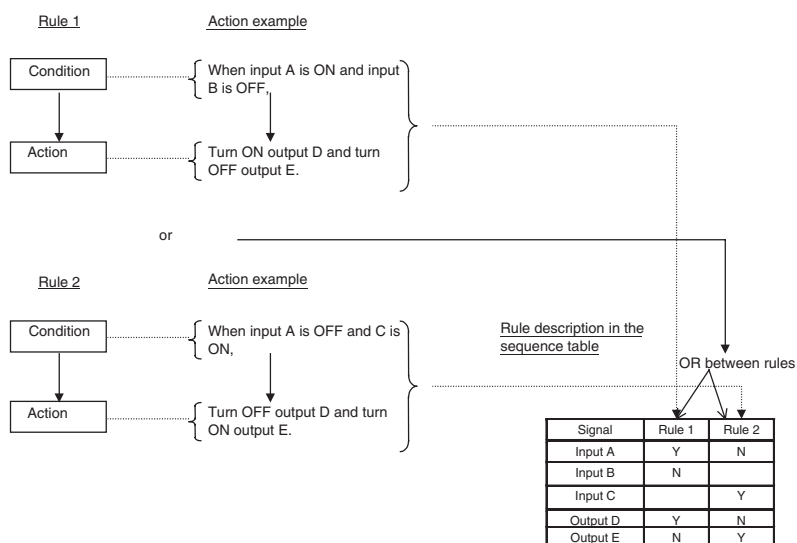 Rule 1
Action example
Condition
When input A is ON and input
B is OFF,
Action
Turn ON output D and turn
OFF output E.
or
Rule 2
Action example
Condition
When input A is OFF and C is
ON,
Action
Turn OFF output D and turn
ON output E.
Rule description in the
sequence table
OR between rules
Signal Rule 1 Rule 2
Input A Y N
Input B N
Input C Y
Output D Y N
Output E N Y